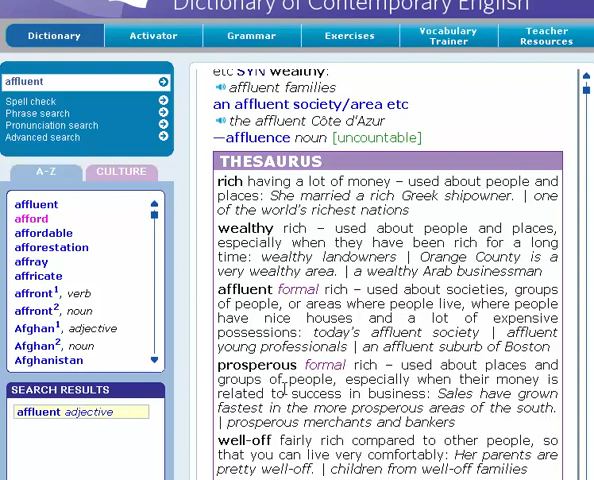 Dictionary of Contemporary English
Dictionary
Activator
Grammar
Exercises
Vocabulary
Trainer
Teacher
Resources
affluent
Spell check
Phrase search
Pronunciation search
Advanced search
A-Z
CULTURE
affluent
afford
affordable
afforestation
affray
affricate
affront1, verb
affront2, noun
Afghan1, adjective
Afghan2, noun
Afghanistan
SEARCH RESULTS
affluent adjective
etc SYN wealthy:
affluent families
an affluent society/area etc
the affluent Côte d'Azur
—affluence noun [uncountable]
THESAURUS
rich having a lot of money – used about people and
places: She married a rich Greek shipowner. | one
of the world's richest nations
wealthy rich – used about people and places,
especially when they have been rich for a long
time: wealthy landowners | Orange County is a
very wealthy area. | a wealthy Arab businessman
affluent formal rich – used about societies, groups
of people, or areas where people live, where people
have nice houses and a lot of expensive
possessions: today's affluent society | affluent
young professionals | an affluent suburb of Boston
prosperous formal rich – used about places and
groups of people, especially when their money is
related to success in business: Sales have grown
fastest in the more prosperous areas of the south.
| prosperous merchants and bankers
well-off fairly rich compared to other people, so
that you can live very comfortably: Her parents are
pretty well-off. | children from well-off families